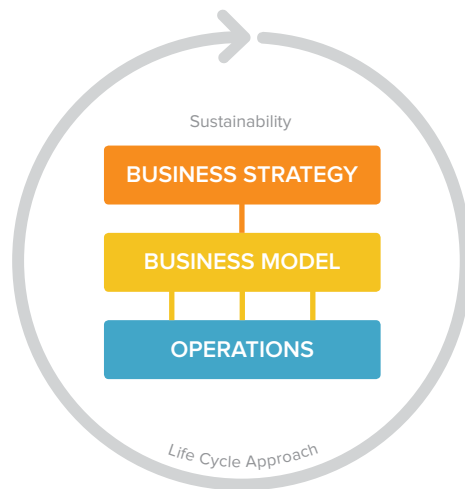 Sustainability
BUSINESS STRATEGY
BUSINESS MODEL
OPERATIONS
Life Cycle Approach